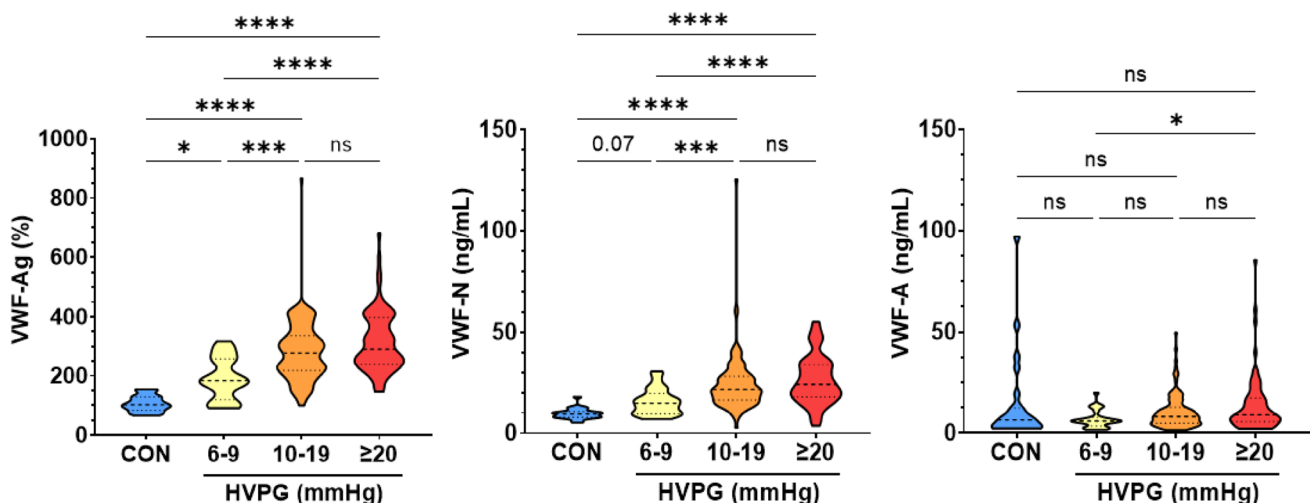 ****
****
****
* *** ns
VWF-Ag (%)
1000
800
600
400
200
0
CON 6-9 10-19 ≥20
HVPG (mmHg)
****
****
****
0.07 *** ns
VWF-N (ng/mL)
150
100
50
0
CON 6-9 10-19 ≥20
HVPG (mmHg)
ns
*
ns
ns ns ns
VWF-A (ng/mL)
150
100
50
0
CON 6-9 10-19 ≥20
HVPG (mmHg)